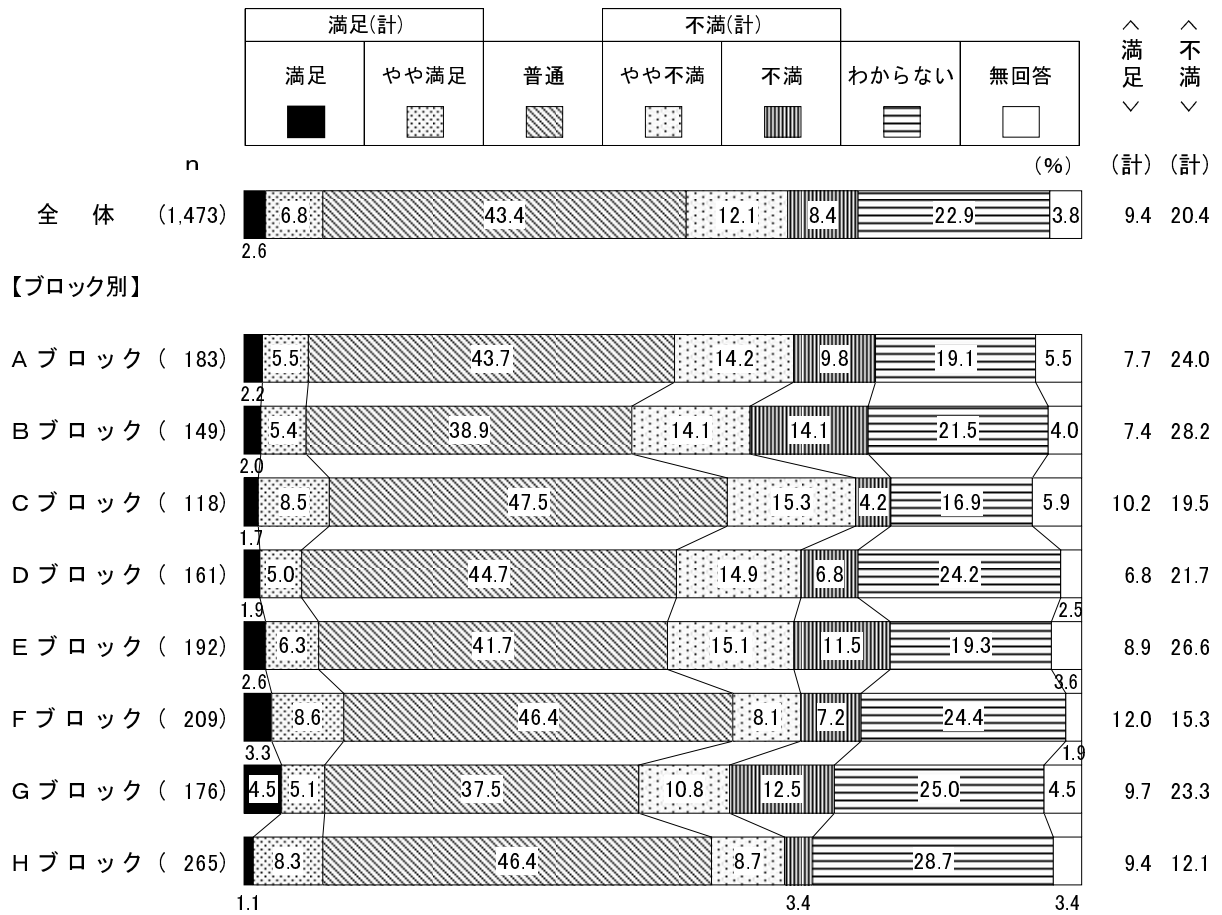 満足(計) 不満(計) ＜満足＞ ＜不満＞
満足 やや満足 普通 やや不満 不満 わからない 無回答
n (%) (計) (計)
全 体 (1,473) 6.8 43.4 12.1 8.4 22.9 3.8 9.4 20.4
2.6
【ブロック別】
Aブロック( 183) 5.5 43.7 14.2 9.8 19.1 5.5 7.7 24.0
2.2
Bブロック( 149) 5.4 38.9 14.1 14.1 21.5 4.0 7.4 28.2
2.0
Cブロック( 118) 8.5 47.5 15.3 4.2 16.9 5.9 10.2 19.5
1.7
Dブロック( 161) 5.0 44.7 14.9 6.8 24.2 6.8 21.7
1.9 2.5
Eブロック( 192) 6.3 41.7 15.1 11.5 19.3 8.9 26.6
2.6 3.6
Fブロック( 209) 8.6 46.4 8.1 7.2 24.4 12.0 15.3
3.3 1.9
Gブロック( 176) 4.5 5.1 37.5 10.8 12.5 25.0 4.5 9.7 23.3
Hブロック( 265) 8.3 46.4 8.7 28.7 9.4 12.1
1.1 3.4 3.4